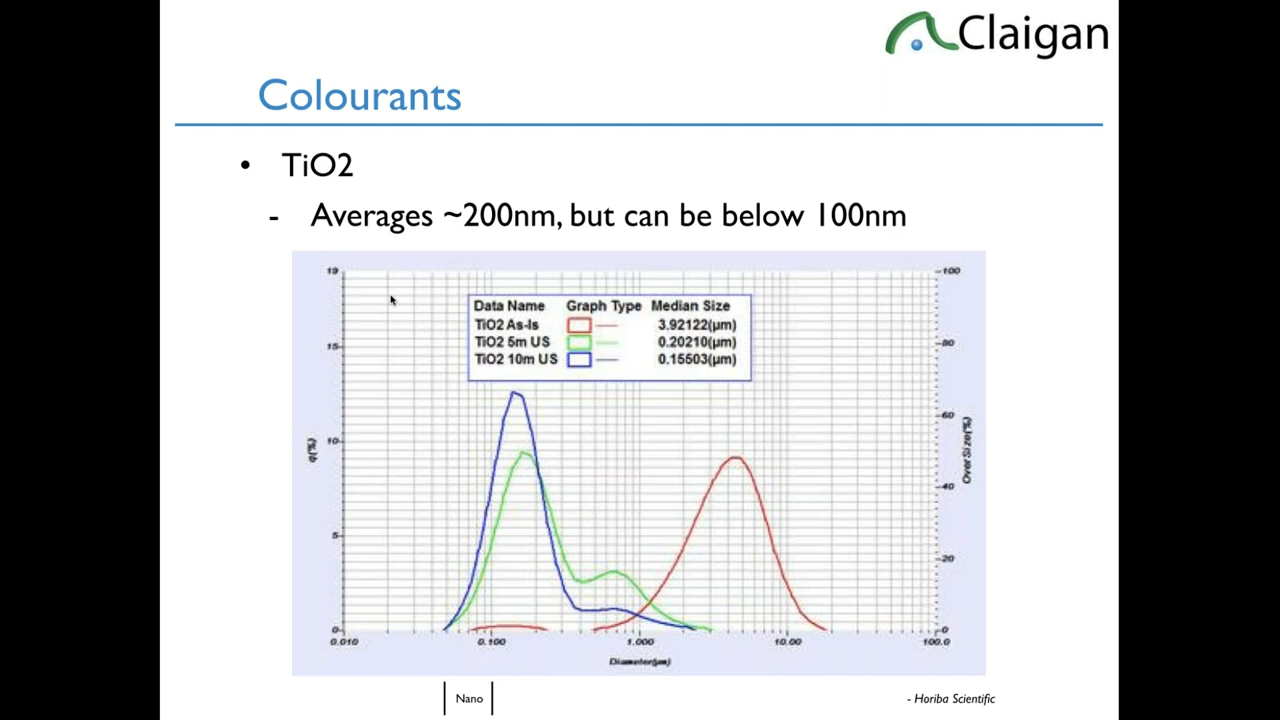 Claigan
Colourants
• TiO2
- Averages ~200nm, but can be below 100nm
19
100
Data Name Graph Type Median Size
TiO2 As-Is 3.92122(µm)
TiO2 5m US 0.20210(µm)
TiO2 10m US 0.15503(µm)
15
80
60
10
q(%)
OverSize(%)
40
5
20
0
0
0.010 0.100 1.000 10.00 100.0
Diameter(µm)
Nano
- Horiba Scientific